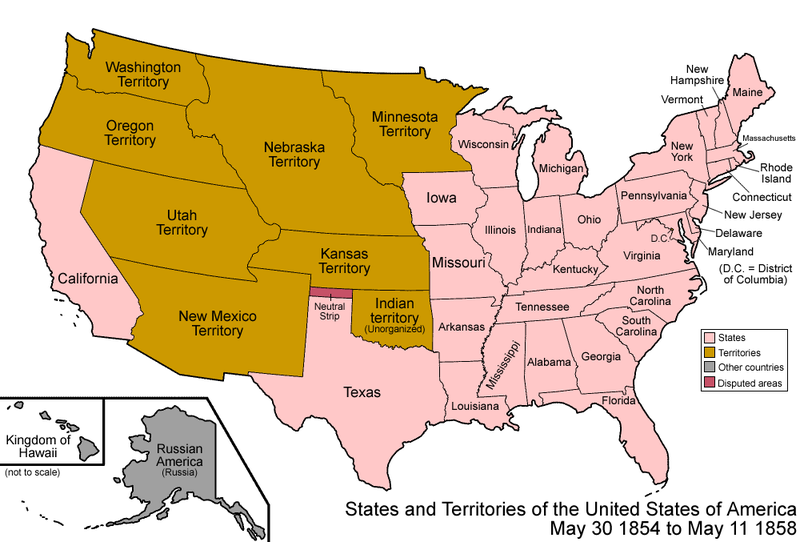 Washington
Territory
Oregon
Territory
Nebraska
Territory
Minnesota
Territory
Utah
Territory
Kansas
Territory
New Mexico
Territory
Indian
territory
(Unorganized)
Neutral
Strip
California
Texas
Iowa
Missouri
Arkansas
Louisiana
Wisconsin
Illinois
Michigan
Indiana
Ohio
Kentucky
Tennessee
Mississippi
Alabama
Georgia
Florida
South
Carolina
North
Carolina
Virginia
D.C.
Pennsylvania
New
York
Vermont
New
Hampshire
Maine
Massachusetts
Rhode
Island
Connecticut
New Jersey
Delaware
Maryland
(D.C. = District
of Columbia)
States
Territories
Other countries
Disputed areas
Kingdom of
Hawaii
(not to scale)
Russian
America
(Russia)
States and Territories of the United States of America
May 30 1854 to May 11 1858